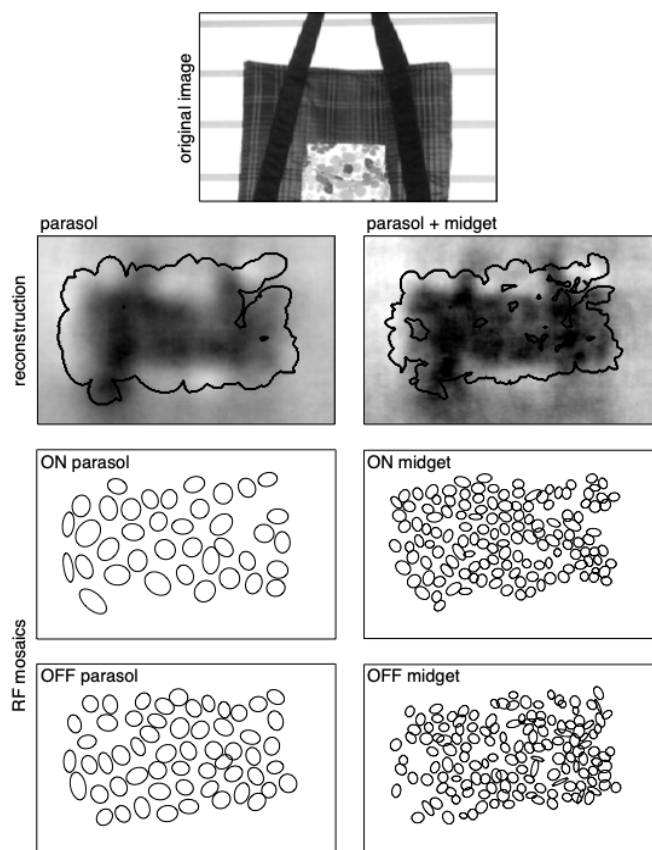 original image
parasol
parasol + midget
reconstruction
ON parasol
ON midget
RF mosaics
OFF parasol
OFF midget